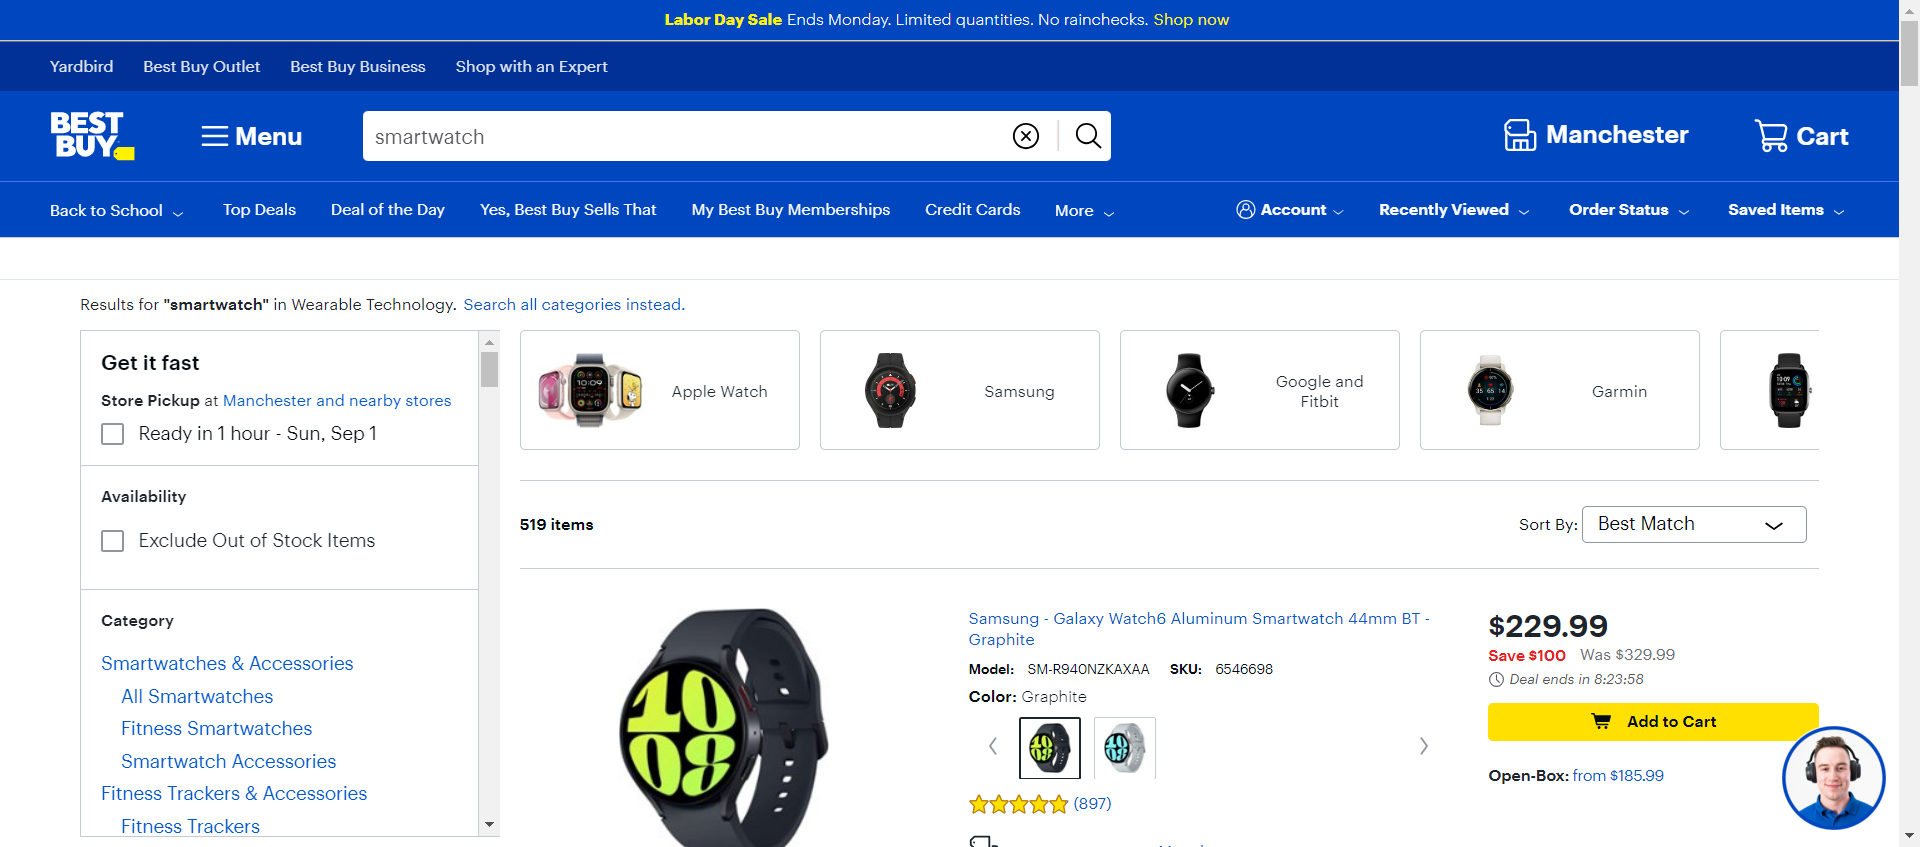 Labor Day Sale Ends Monday. Limited quantities. No rainchecks. Shop now
Yardbird Best Buy Outlet Best Buy Business Shop with an Expert
BEST BUY
Menu
smartwatch
Manchester
Cart
Back to School Top Deals Deal of the Day Yes, Best Buy Sells That My Best Buy Memberships Credit Cards More Account Recently Viewed Order Status Saved Items
Results for "smartwatch" in Wearable Technology. Search all categories instead.
Get it fast
Store Pickup at Manchester and nearby stores
Ready in 1 hour - Sun, Sep 1
Availability
Exclude Out of Stock Items
Category
Smartwatches & Accessories
All Smartwatches
Fitness Smartwatches
Smartwatch Accessories
Fitness Trackers & Accessories
Fitness Trackers
Apple Watch
Samsung
Google and
Fitbit
Garmin
519 items
Sort By: Best Match
10
08
Samsung - Galaxy Watch6 Aluminum Smartwatch 44mm BT -
Graphite
Model: SM-R940NZKAXAA SKU: 6546698
Color: Graphite
(897)
$229.99
Save $100 Was $329.99
Deal ends in 8:23:58
Add to Cart
Open-Box: from $185.99